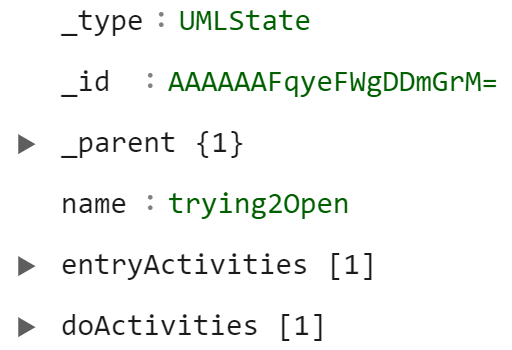 _type : UMLState
_id : AAAAAAFqyeFWgDDmGrM=
_parent {1}
name : trying2Open
entryActivities [1]
doActivities [1]